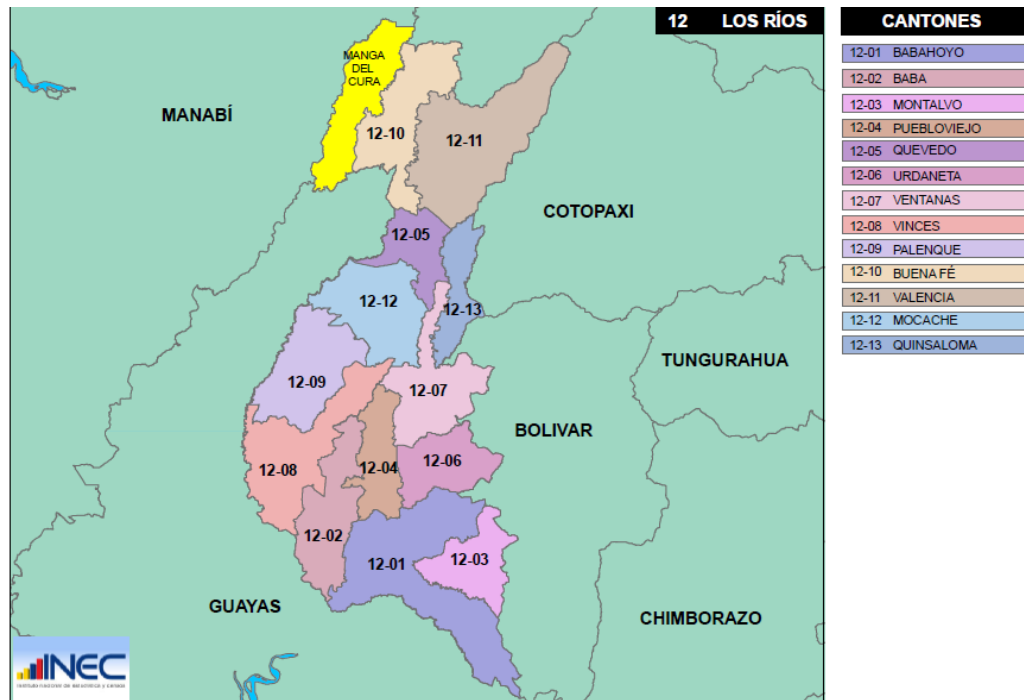 12 LOS RÍOS
CANTONES
12-01 BABAHOYO
12-02 BABA
12-03 MONTALVO
12-04 PUEBLOVIEJO
12-05 QUEVEDO
12-06 URDANETA
12-07 VENTANAS
12-08 VINCES
12-09 PALENQUE
12-10 BUENA FÉ
12-11 VALENCIA
12-12 MOCACHE
12-13 QUINSALOMA
MANGA
DEL
CURA
MANABÍ
12-10
12-11
COTOPAXI
12-05
12-12
12-13
TUNGURAHUA
12-09
12-07
BOLIVAR
12-08
12-04
12-06
12-02
12-01
12-03
GUAYAS
CHIMBORAZO
INEC